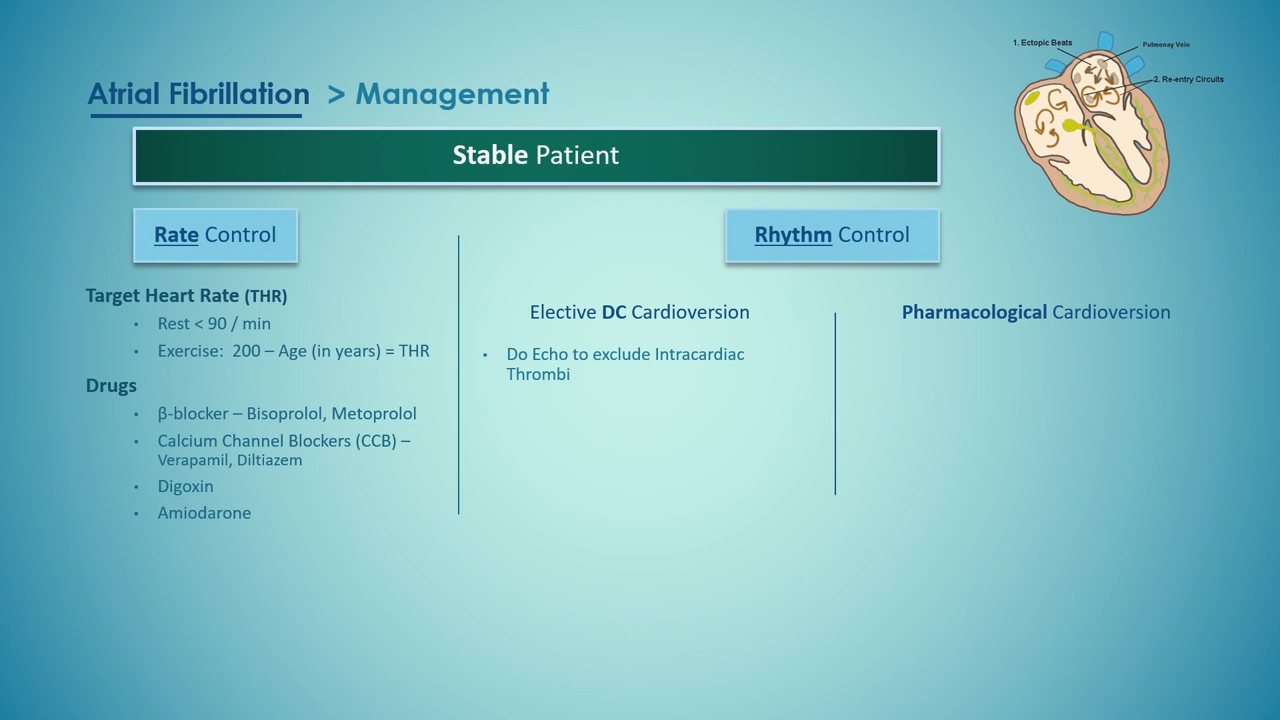 1. Ectopic Beats
Pulmonay Veio
2. Re-entry Circuits
Atrial Fibrillation > Management
Stable Patient
Rate Control
Rhythm Control
Target Heart Rate (THR)
• Rest < 90 / min
• Exercise: 200 – Age (in years) = THR
Drugs
• β-blocker – Bisoprolol, Metoprolol
• Calcium Channel Blockers (CCB) –
Verapamil, Diltiazem
• Digoxin
• Amiodarone
Elective DC Cardioversion
• Do Echo to exclude Intracardiac
Thrombi
Pharmacological Cardioversion